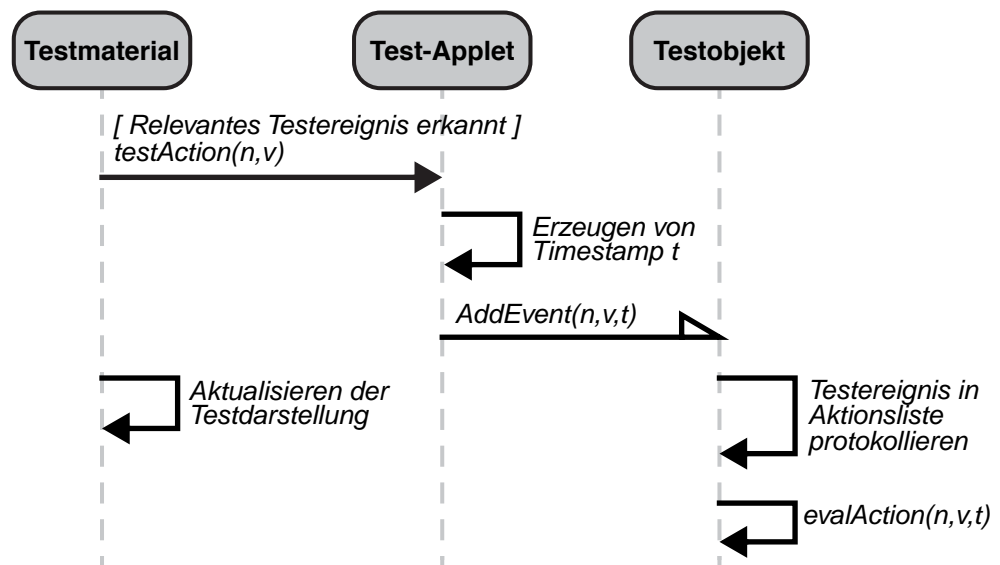 Testmaterial
Test-Applet
Testobjekt
[ Relevantes Testereignis erkannt ]
testAction(n,v)
Erzeugen von
Timestamp t
AddEvent(n,v,t)
Aktualisieren der
Testdarstellung
Testereignis in
Aktionsliste
protokollieren
evalAction(n,v,t)